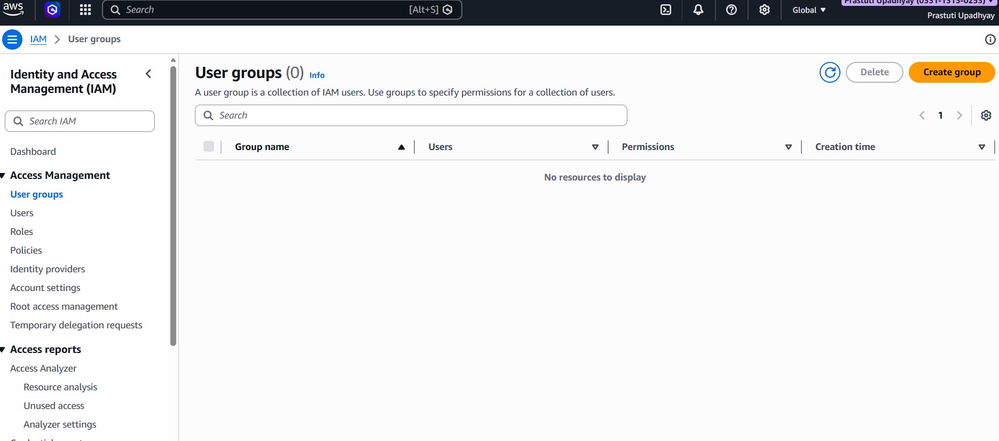 aws
Search [Alt+S]
Global
Prastuti Upadhyay (0331-1313-0253)
Prastuti Upadhyay
IAM User groups
Identity and Access
Management (IAM)
Search IAM
Dashboard
Access Management
User groups
Users
Roles
Policies
Identity providers
Account settings
Root access management
Temporary delegation requests
Access reports
Access Analyzer
Resource analysis
Unused access
Analyzer settings
User groups (0) Info
Delete
Create group
A user group is a collection of IAM users. Use groups to specify permissions for a collection of users.
Search
1
Group name Users Permissions Creation time
No resources to display